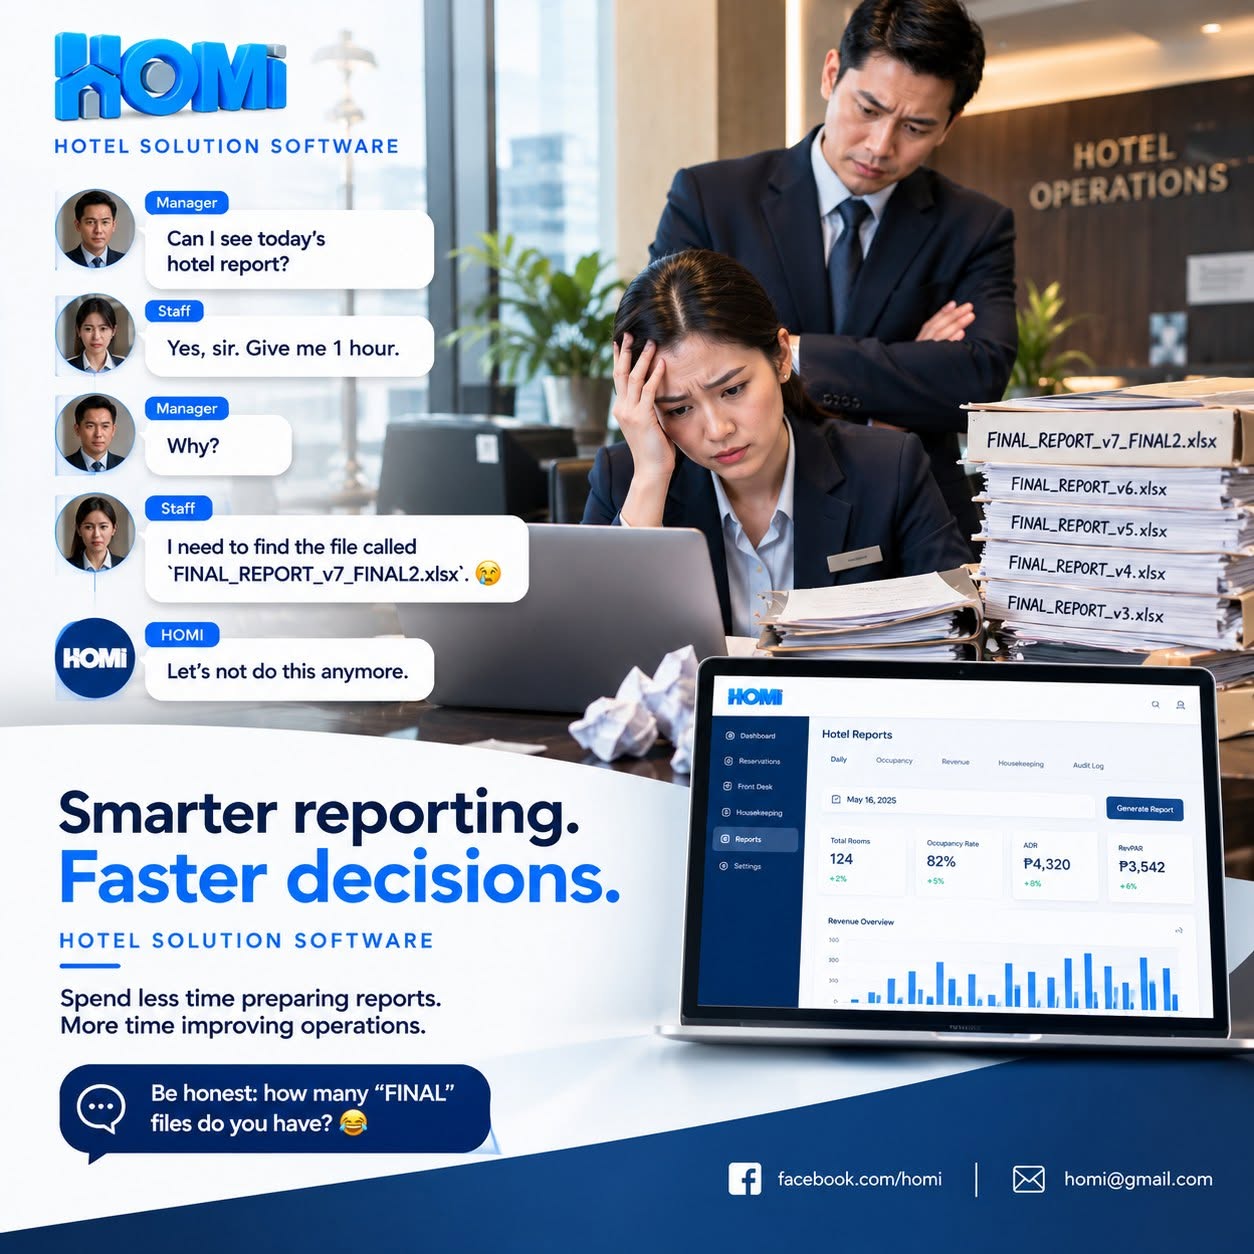 HOMi
HOTEL SOLUTION SOFTWARE
Manager
Can I see today's
hotel report?
Staff
Yes, sir. Give me 1 hour.
Manager
Why?
Staff
I need to find the file called
`FINAL_REPORT_v7_FINAL2.xlsx`. 😢
HOMi
HOMI
Let's not do this anymore.
HOTEL
OPERATIONS
FINAL_REPORT_v7_FINAL2.xlsx
FINAL_REPORT_v6.xlsx
FINAL_REPORT_v5.xlsx
FINAL_REPORT_v4.xlsx
FINAL_REPORT_v3.xlsx
Smarter reporting.
Faster decisions.
HOTEL SOLUTION SOFTWARE
Spend less time preparing reports.
More time improving operations.
Be honest: how many “FINAL”
files do you have? 😂
HOMi
Dashboard
Reservations
Front Desk
Housekeeping
Reports
Settings
Hotel Reports
Daily Occupancy Revenue Housekeeping Audit Log
May 16, 2025
Generate Report
Total Rooms
124
+2%
Occupancy Rate
82%
+5%
ADR
₱4,320
+8%
RevPAR
₱3,542
+6%
Revenue Overview
facebook.com/homi
homi@gmail.com